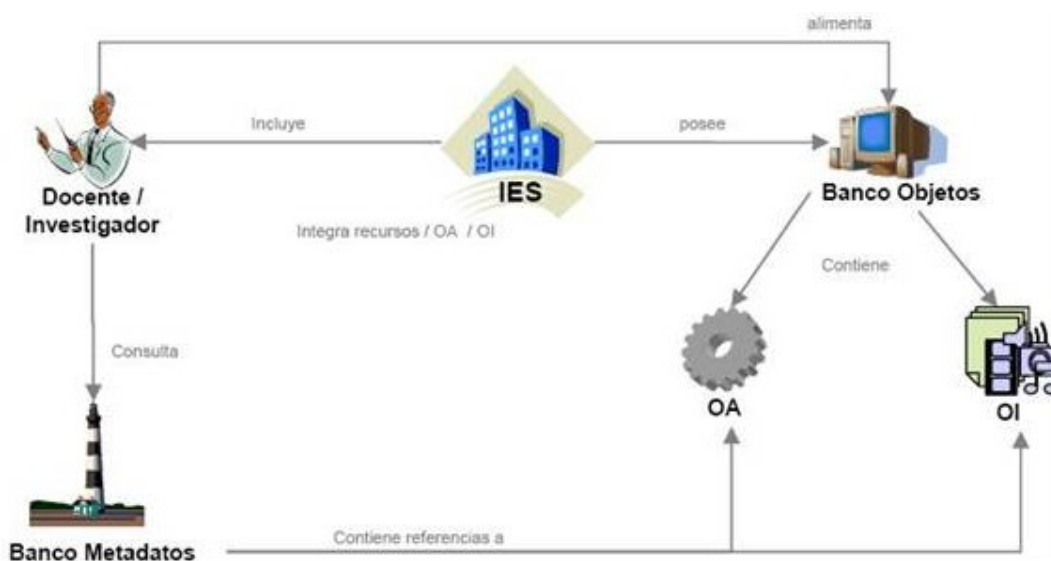 alimenta
Incluye
posee
IES
Docente /
Investigador
Banco Objetos
Integra recursos / OA / OI
Contiene
Consulta
OA
OI
Contiene referencias a
Banco Metadatos